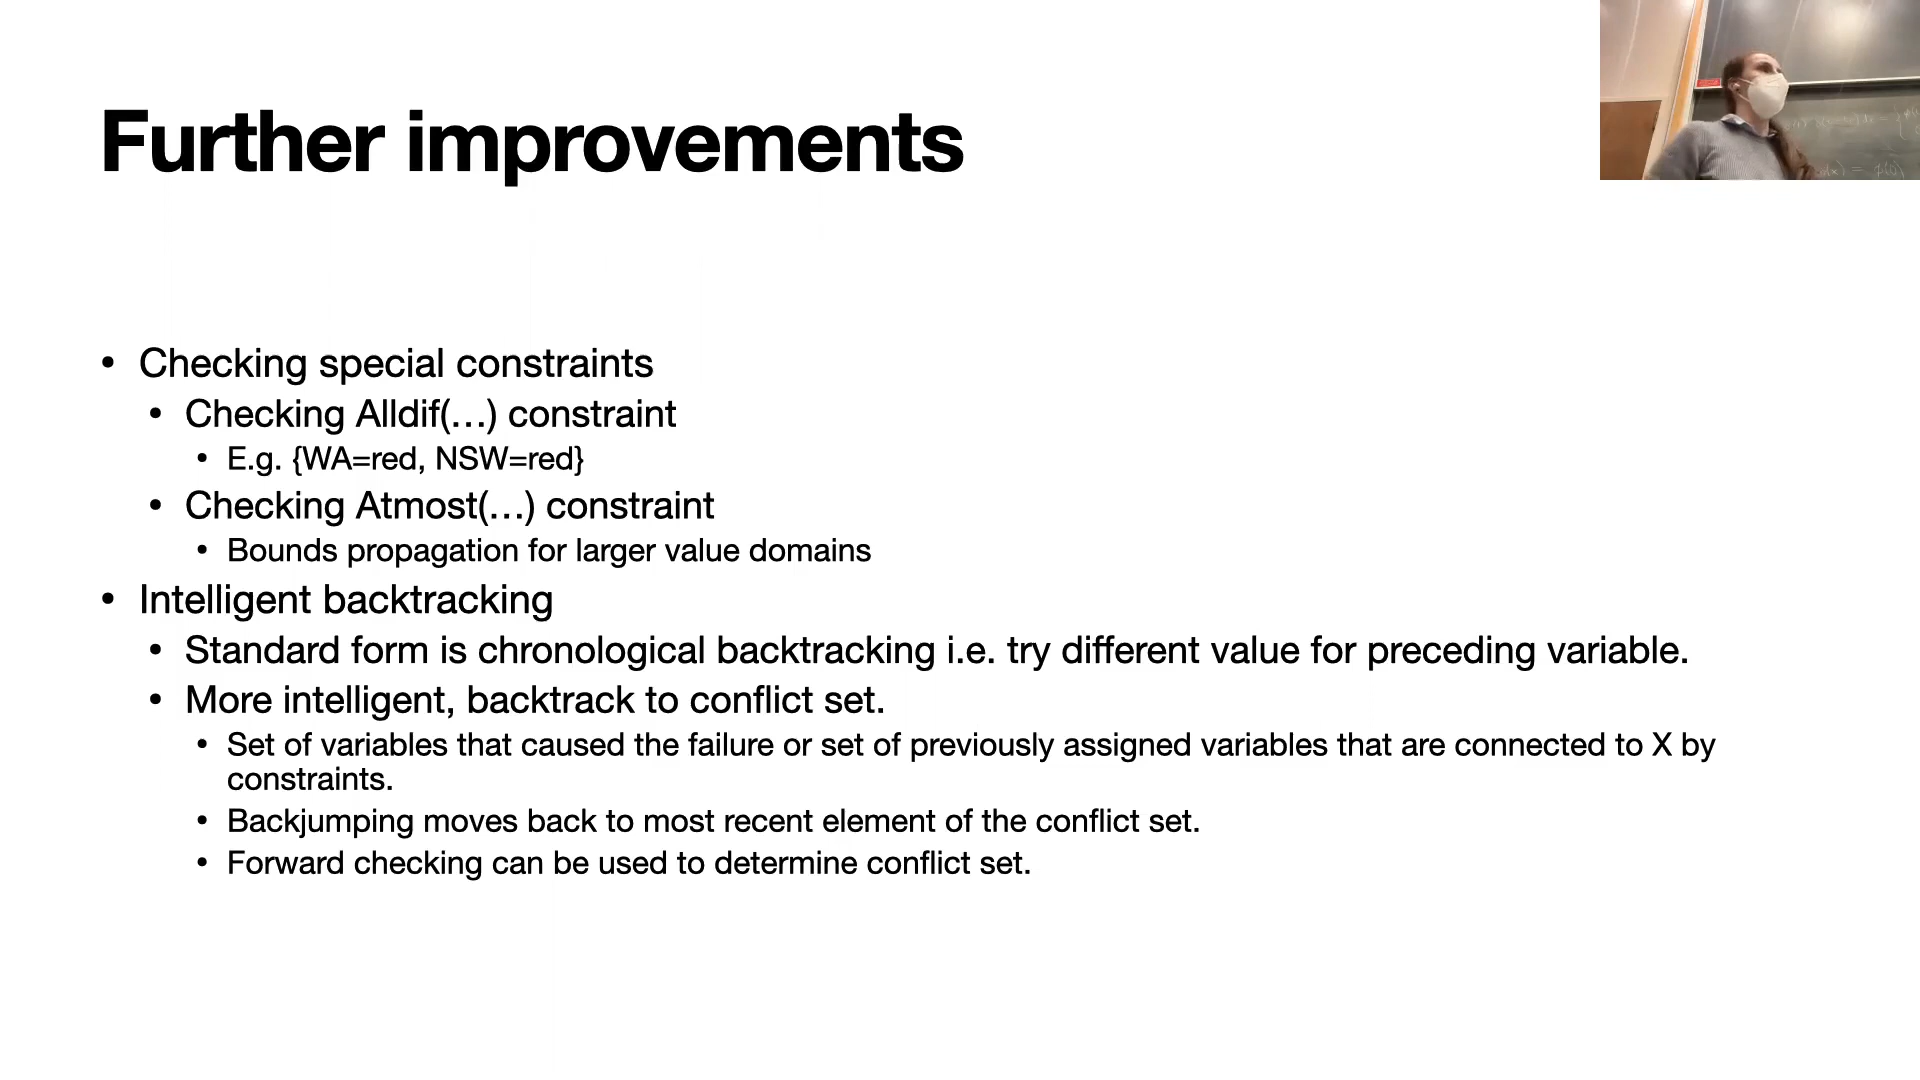 Further improvements
• Checking special constraints
• Checking Alldif(…) constraint
• E.g. {WA=red, NSW=red}
• Checking Atmost(…) constraint
• Bounds propagation for larger value domains
• Intelligent backtracking
• Standard form is chronological backtracking i.e. try different value for preceding variable.
• More intelligent, backtrack to conflict set.
• Set of variables that caused the failure or set of previously assigned variables that are connected to X by
constraints.
• Backjumping moves back to most recent element of the conflict set.
• Forward checking can be used to determine conflict set.